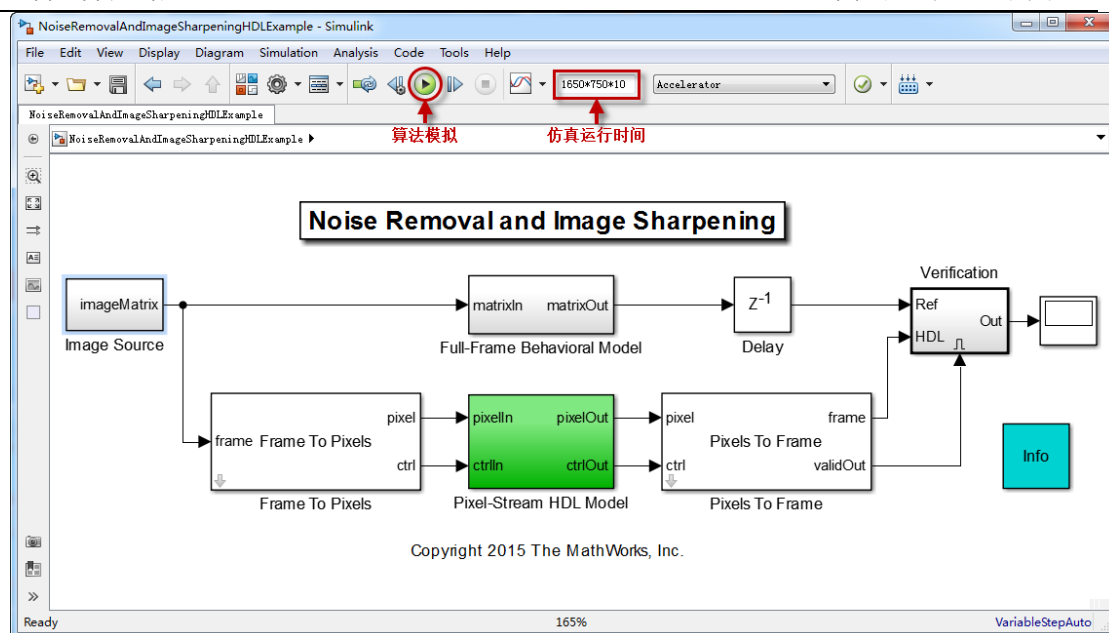 NoiseRemovalAndImageSharpeningHDLExample - Simulink
File Edit View Display Diagram Simulation Analysis Code Tools Help
1650*750*10 Accelerator
NoiseRemovalAndImageSharpeningHDLExample
算法模拟 仿真运行时间
NoiseRemovalAndImageSharpeningHDLExample
Noise Removal and Image Sharpening
imageMatrix
Image Source
matrixIn matrixOut
Full-Frame Behavioral Model
Z-1
Delay
Verification
Ref
Out
HDL
frame Frame To Pixels pixel
ctrl
Frame To Pixels
pixelIn pixelOut
ctrlIn ctrlOut
Pixel-Stream HDL Model
pixel frame
Pixels To Frame
ctrl validOut
Pixels To Frame
Info
Copyright 2015 The MathWorks, Inc.
Ready 165% VariableStepAuto